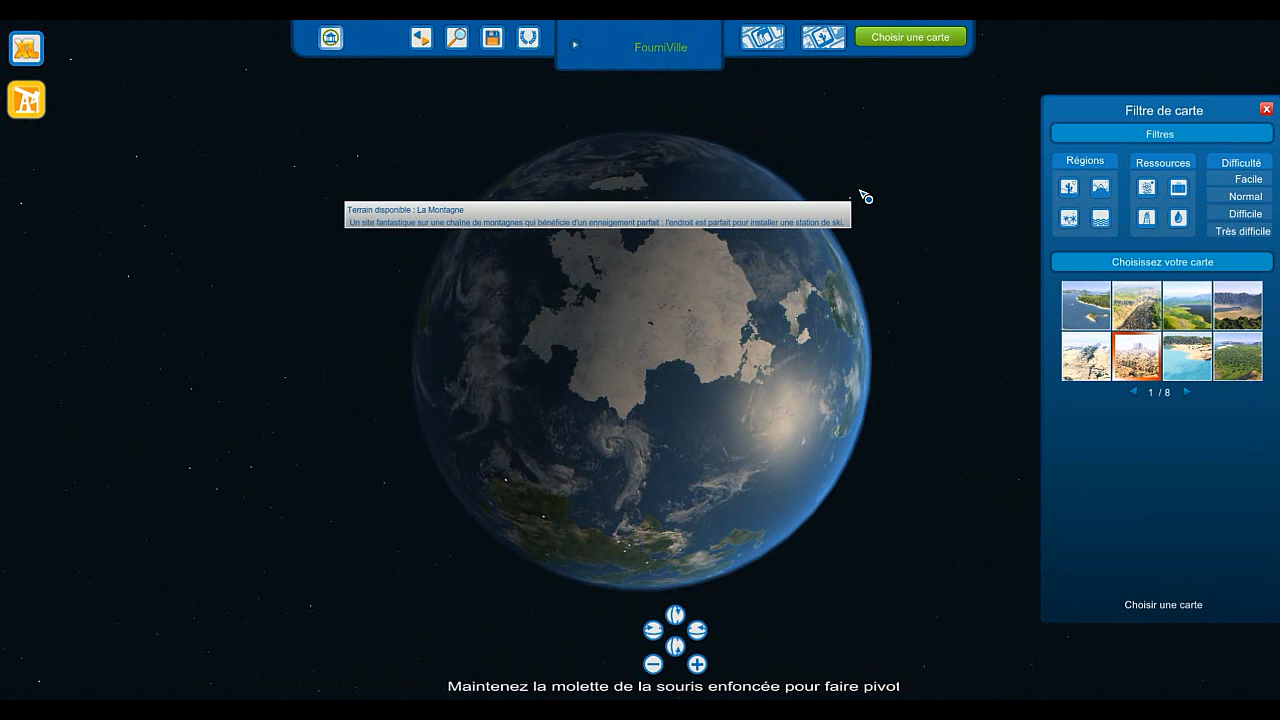 XL
FourniVille
Choisir une carte
Filtre de carte
Filtres
Régions
Ressources
Difficulté
Facile
Normal
Difficile
Très difficile
Terrain disponible : La Montagne
Un site fantastique sur une chaîne de montagnes qui bénéficie d'un enneigement parfait : l'endroit est parfait pour installer une station de ski.
Choisissez votre carte
1 / 8
Choisir une carte
Maintenez la molette de la souris enfoncée pour faire pivot